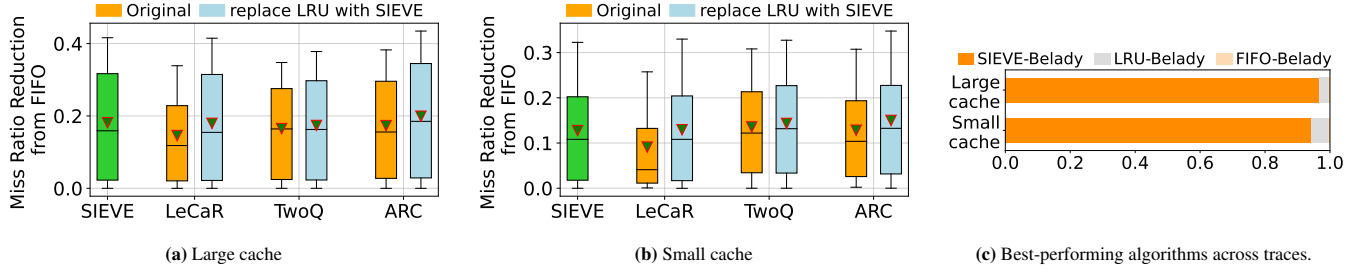 Original replace LRU with SIEVE
Miss Ratio Reduction
from FIFO
0.4
0.2
0.0
SIEVE LeCaR TwoQ ARC
(a) Large cache
Original replace LRU with SIEVE
Miss Ratio Reduction
from FIFO
0.3
0.2
0.1
0.0
SIEVE LeCaR TwoQ ARC
(b) Small cache
SIEVE-Belady LRU-Belady FIFO-Belady
Large
cache
Small
cache
0.0 0.2 0.4 0.6 0.8 1.0
(c) Best-performing algorithms across traces.